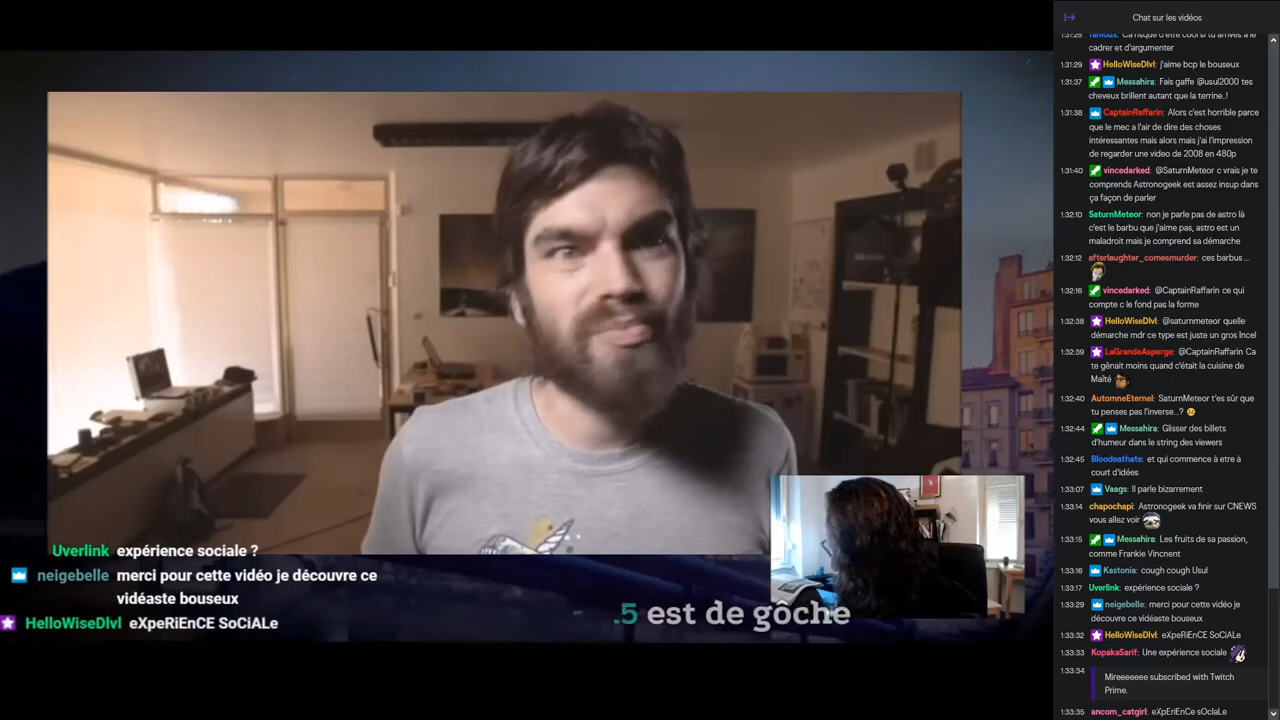 Chat sur les vidéos
cadrer et d'argumenter
1:31:29 HelloWiseDlvl: j'aime bcp le bouseux
1:31:37 Messahira: Fais gaffe @usul2000 tes
cheveux brillent autant que la terrine..!
1:31:38 CaptainRaffarin: Alors c'est horrible parce
que le mec a l'air de dire des choses
intéressantes mais alors mais j'ai l'impression
de regarder une video de 2008 en 480p
1:31:40 vincedarked: @SaturnMeteor c vrais je te
comprends Astronogeek est assez insup dans
ça façon de parler
1:32:10 SaturnMeteor: non je parle pas de astro là
c'est le barbu que j'aime pas, astro est un
maladroit mais je comprend sa démarche
1:32:12 afterlaughter_comesmurder: ces barbus ...
1:32:16 vincedarked: @CaptainRaffarin ce qui
compte c le fond pas la forme
1:32:38 HelloWiseDlvl: @saturnmeteor quelle
démarche mdr ce type est juste un gros Incel
1:32:39 LaGrandeAsperge: @CaptainRaffarin Ca
te gênait moins quand c'était la cuisine de
Maïté
1:32:40 AutomneEternel: SaturnMeteor t'es sûr que
tu penses pas l'inverse...?
1:32:44 Messahira: Glisser des billets
d'humeur dans le string des viewers
1:32:45 Bloodeathate: et qui commence à etre à
court d'idées
1:33:07 Vaags: Il parle bizarrement
1:33:14 chapochapi: Astronogeek va finir sur CNEWS
vous allez voir
1:33:15 Messahira: Les fruits de sa passion,
comme Frankie Vincnent
1:33:16 Kastonia: cough cough Usul
1:33:17 Uverlink: expérience sociale ?
1:33:29 neigebelle: merci pour cette vidéo je
découvre ce vidéaste bouseux
1:33:32 HelloWiseDlvl: eXpeRiEnCE SoCiALe
1:33:33 KopakaSarif: Une expérience sociale
1:33:34
Mireeeeeee subscribed with Twitch
Prime.
1:33:35 ancom_catgirl: eXpEriEnCe sOcIaLe
Uverlink expérience sociale ?
neigebelle merci pour cette vidéo je découvre ce
vidéaste bouseux
HelloWiseDlvl eXpeRiEnCE SoCiALe
.5 est de gôche